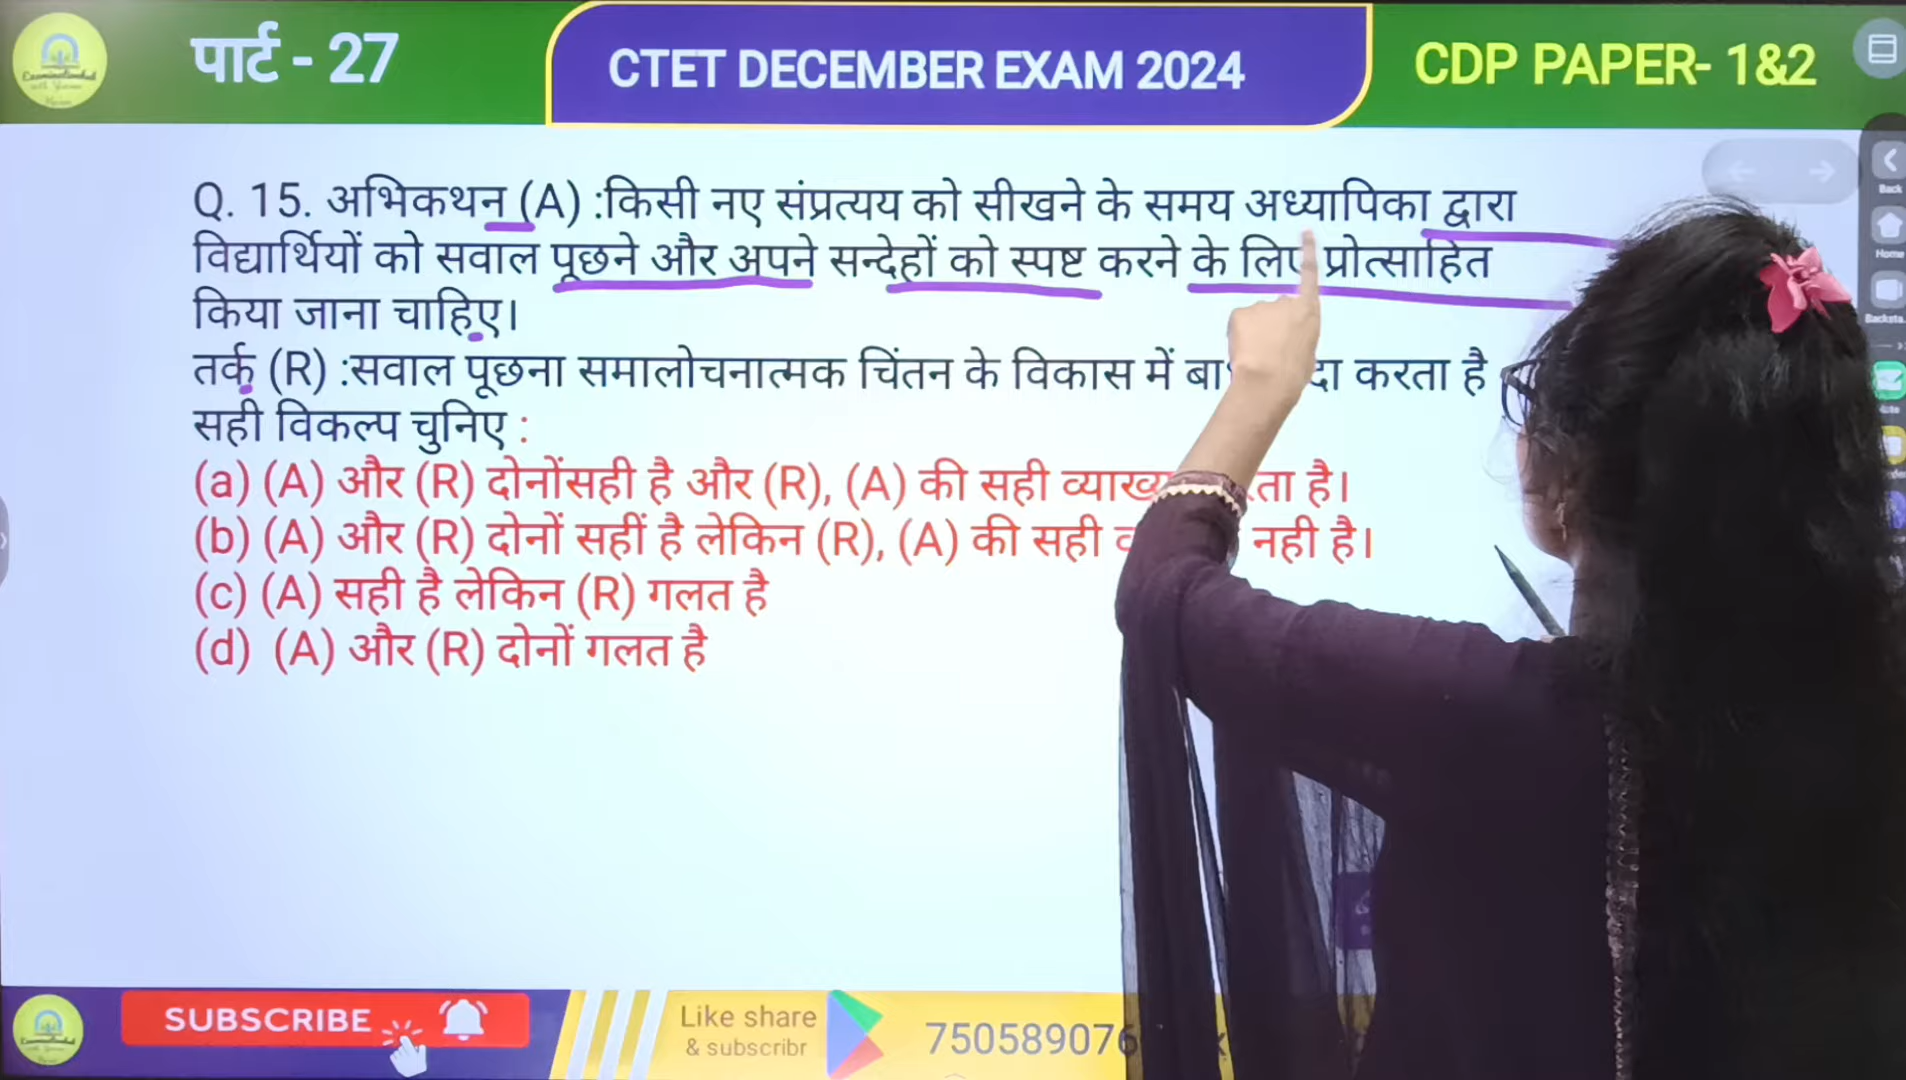 पार्ट - 27
CTET DECEMBER EXAM 2024
CDP PAPER- 1&2
Q. 15. अभिकथन (A) :किसी नए संप्रत्यय को सीखने के समय अध्यापिका द्वारा
विद्यार्थियों को सवाल पूछने और अपने सन्देहों को स्पष्ट करने के लिए प्रोत्साहित
किया जाना चाहिए।
तर्क (R) :सवाल पूछना समालोचनात्मक चिंतन के विकास में करता है
सही विकल्प चुनिए :
(a) (A) और (R) दोनोंसही है और (R), (A) की सही है।
(b) (A) और (R) दोनों सहीं है लेकिन (R), (A) की सही नही है।
(c) (A) सही है लेकिन (R) गलत है
(d) (A) और (R) दोनों गलत है
Back
Home
SUBSCRIBE
Like share
& subscribr
750589076